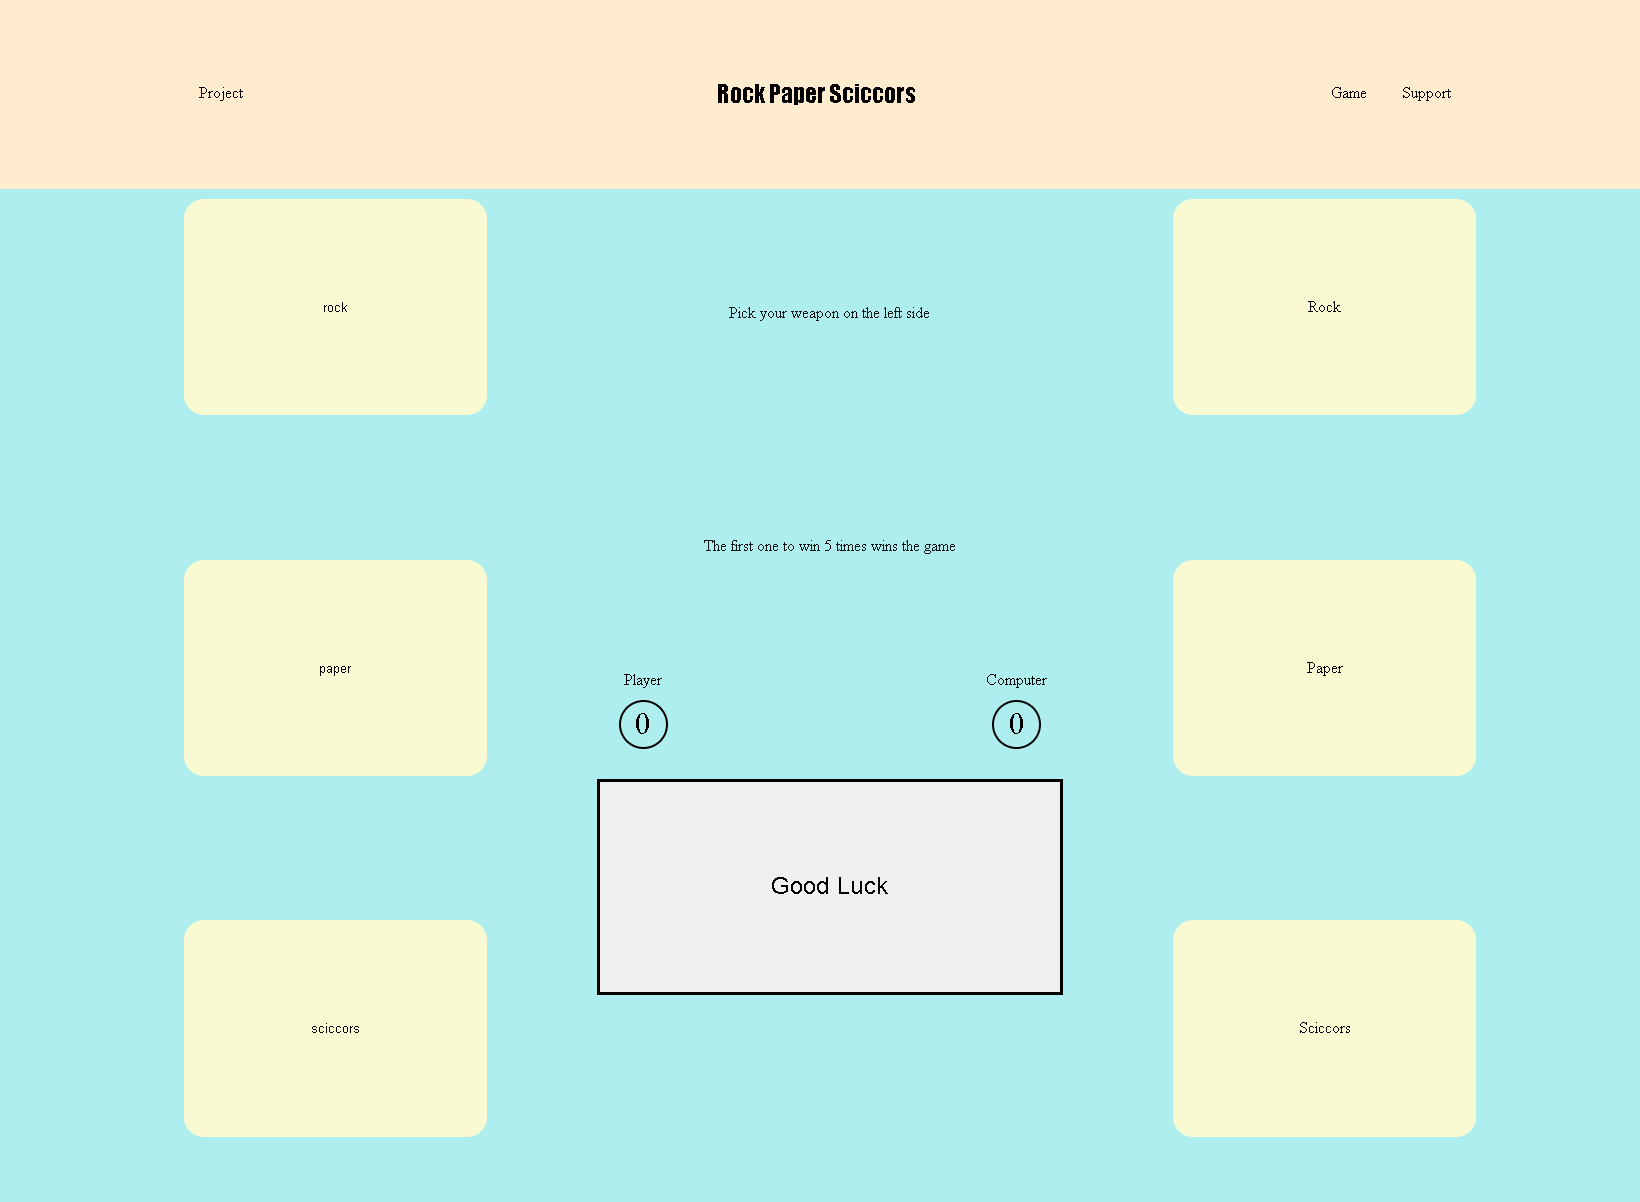 Project
Rock Paper Sciccors
Game
Support
rock
Pick your weapon on the left side
Rock
The first one to win 5 times wins the game
paper
Player
0
Computer
0
Paper
Good Luck
sciccors
Sciccors